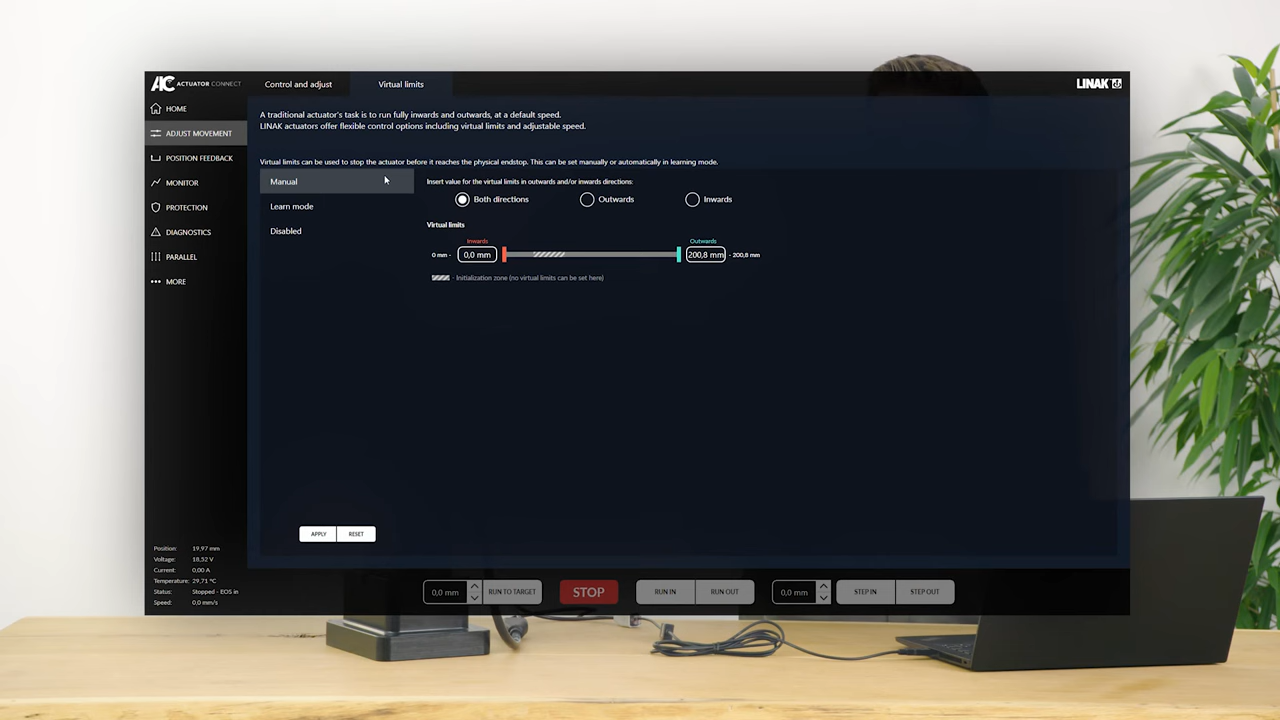 AC ACTUATOR CONNECT
Control and adjust
Virtual limits
LINAK
HOME
ADJUST MOVEMENT
POSITION FEEDBACK
MONITOR
PROTECTION
DIAGNOSTICS
PARALLEL
MORE
A traditional actuator's task is to run fully inwards and outwards, at a default speed.
LINAK actuators offer flexible control options including virtual limits and adjustable speed.
Virtual limits can be used to stop the actuator before it reaches the physical endstop. This can be set manually or automatically in learning mode.
Manual
Learn mode
Disabled
Insert value for the virtual limits in outwards and/or inwards directions:
Both directions
Outwards
Inwards
Virtual limits
Inwards
Outwards
0 mm - 0,0 mm
200,8 mm - 200,8 mm
- Initialization zone (no virtual limits can be set here)
APPLY
RESET
Position: 19,97 mm
Voltage: 18,52 V
Current: 0,00 A
Temperature: 29,71 °C
Status: Stopped - EOS in
Speed: 0,0 mm/s
0,0 mm
RUN TO TARGET
STOP
RUN IN
RUN OUT
0,0 mm
STEP IN
STEP OUT